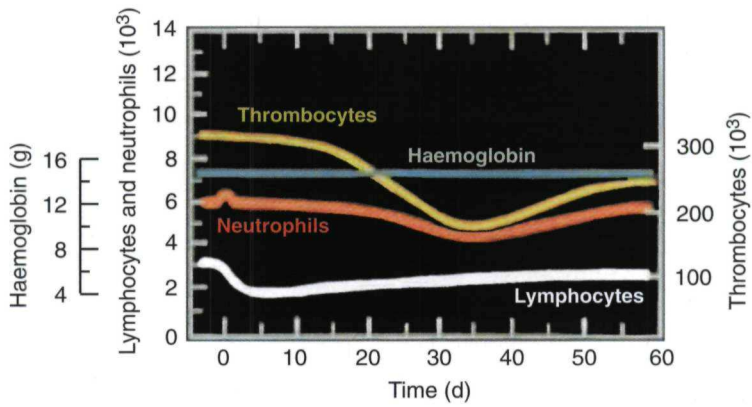 Haemoglobin (g)
16
12
8
4
Lymphocytes and neutrophils (10³)
14
12
10
8
6
4
2
0
Thrombocytes
Haemoglobin
Neutrophils
Lymphocytes
300
200
100
Thrombocytes (10³)
0 10 20 30 40 50 60
Time (d)